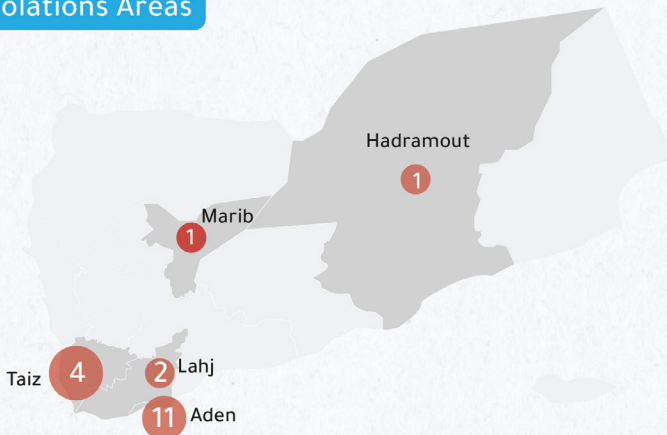 olations Areas
Hadramout
1
Marib
1
Taiz
4
2
Lahj
11
Aden